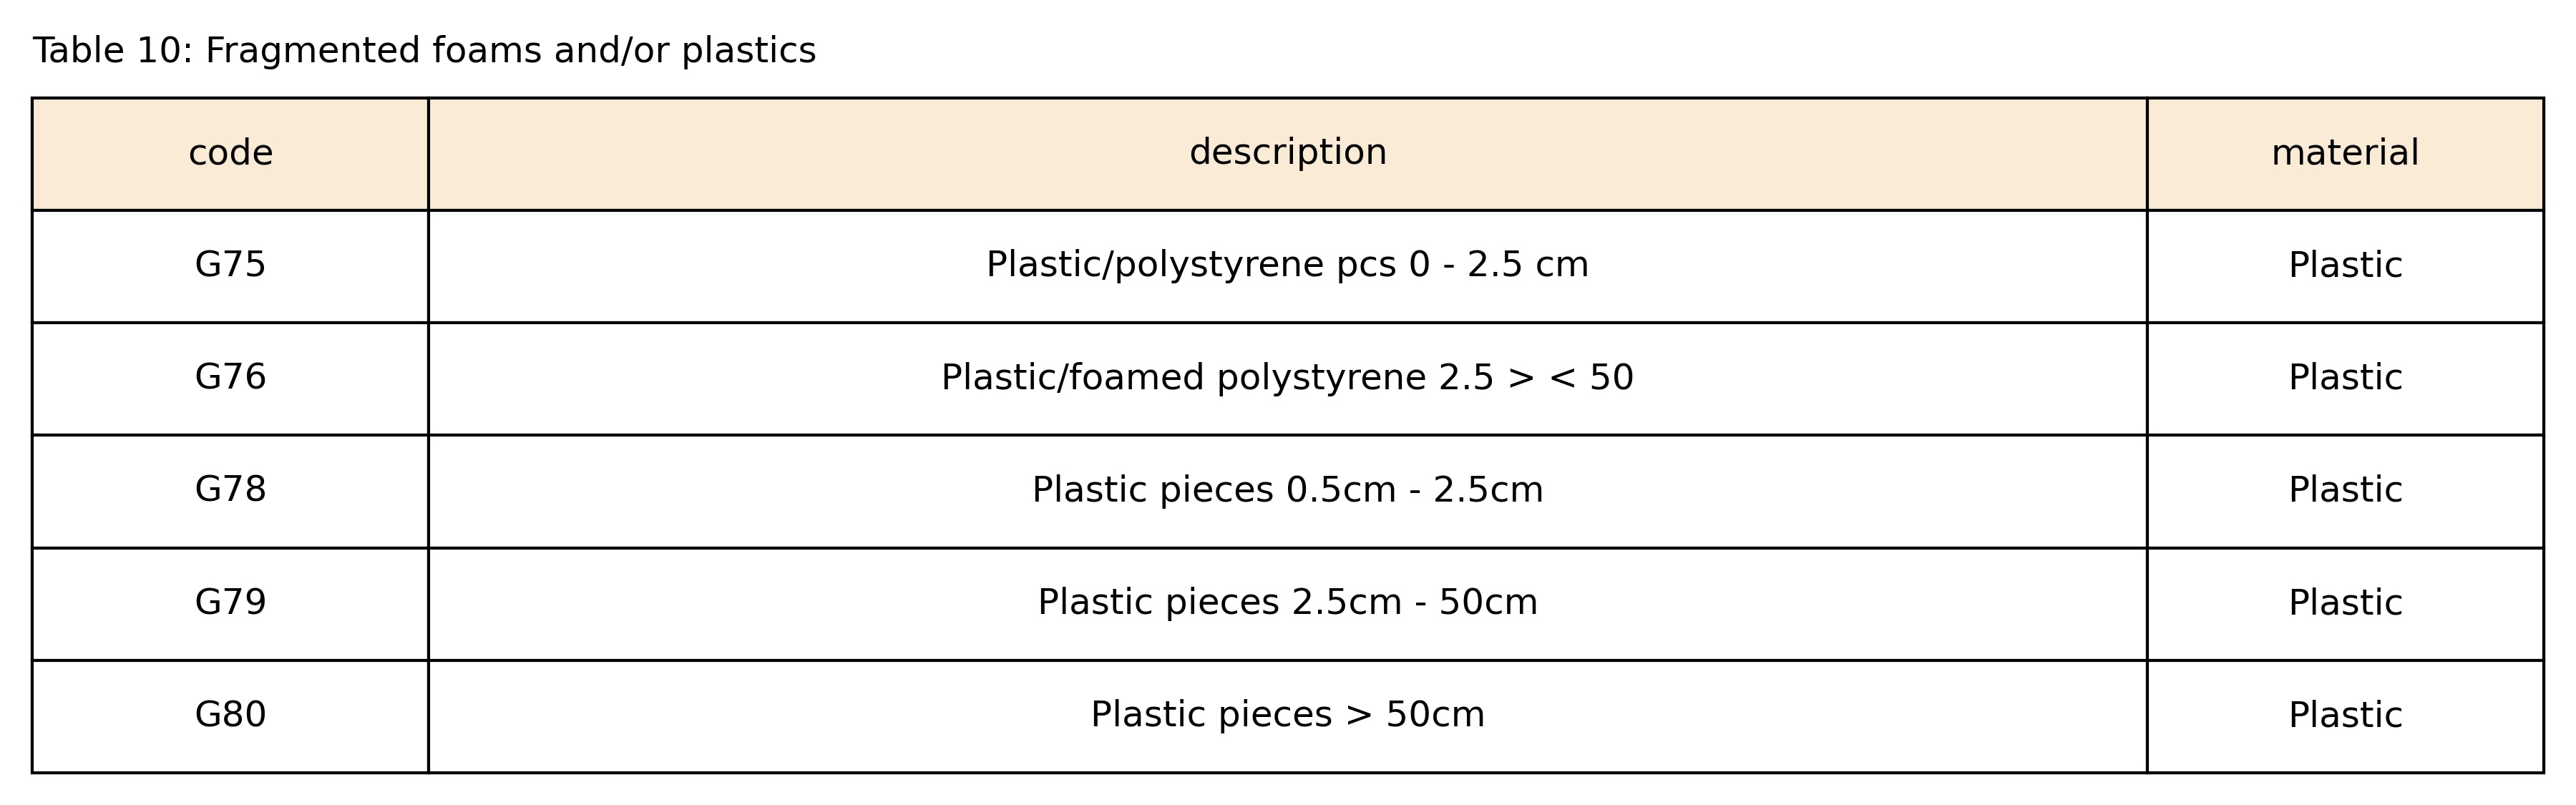 Table 10: Fragmented foams and/or plastics
code description material
G75 Plastic/polystyrene pcs 0 - 2.5 cm Plastic
G76 Plastic/foamed polystyrene 2.5 > < 50 Plastic
G78 Plastic pieces 0.5cm - 2.5cm Plastic
G79 Plastic pieces 2.5cm - 50cm Plastic
G80 Plastic pieces > 50cm Plastic